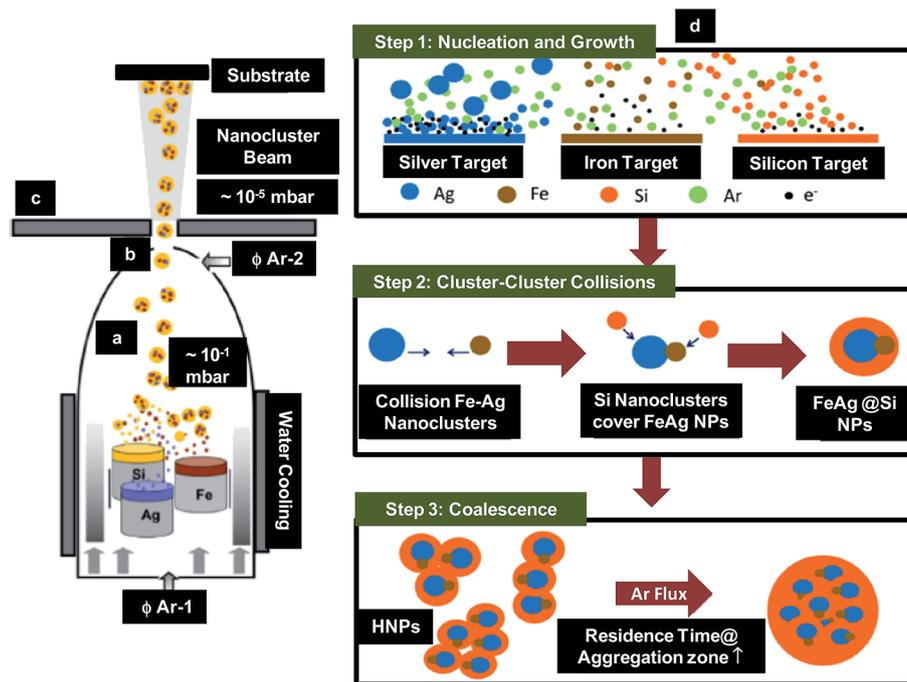 Substrate
Nanocluster
Beam
~ 10-5 mbar
c
b
ϕ Ar-2
a
~ 10-1
mbar
Water Cooling
Si
Fe
Ag
ϕ Ar-1
d
Step 1: Nucleation and Growth
Silver Target
Iron Target
Silicon Target
Ag
Fe
Si
Ar
e-
Step 2: Cluster-Cluster Collisions
Collision Fe-Ag
Nanoclusters
Si Nanoclusters
cover FeAg NPs
FeAg @Si
NPs
Step 3: Coalescence
HNPs
Ar Flux
Residence Time@
Aggregation zone ↑